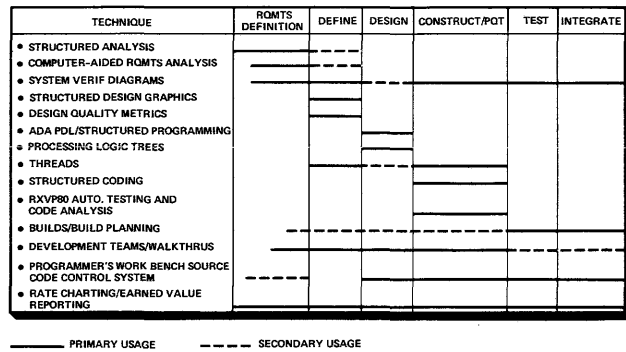 TECHNIQUE RQMTS DEFINITION DEFINE DESIGN CONSTRUCT/PQT TEST INTEGRATE
• STRUCTURED ANALYSIS
• COMPUTER-AIDED RQMTS ANALYSIS
• SYSTEM VERIF DIAGRAMS
• STRUCTURED DESIGN GRAPHICS
• DESIGN QUALITY METRICS
• ADA PDL/STRUCTURED PROGRAMMING
• PROCESSING LOGIC TREES
• THREADS
• STRUCTURED CODING
• RXVP80 AUTO. TESTING AND
CODE ANALYSIS
• BUILDS/BUILD PLANNING
• DEVELOPMENT TEAMS/WALKTHRUS
• PROGRAMMER'S WORK BENCH SOURCE
CODE CONTROL SYSTEM
• RATE CHARTING/EARNED VALUE
REPORTING
PRIMARY USAGE SECONDARY USAGE